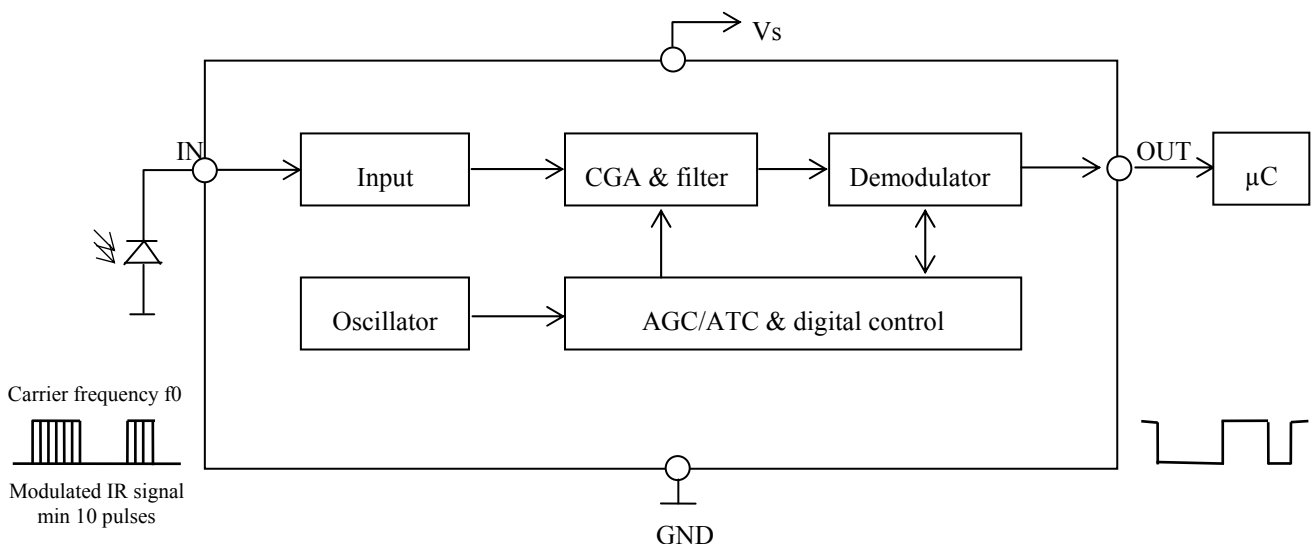 Vs
IN
OUT
Input
CGA & filter
Demodulator
µC
Oscillator
AGC/ATC & digital control
Carrier frequency f0
Modulated IR signal
min 10 pulses
GND